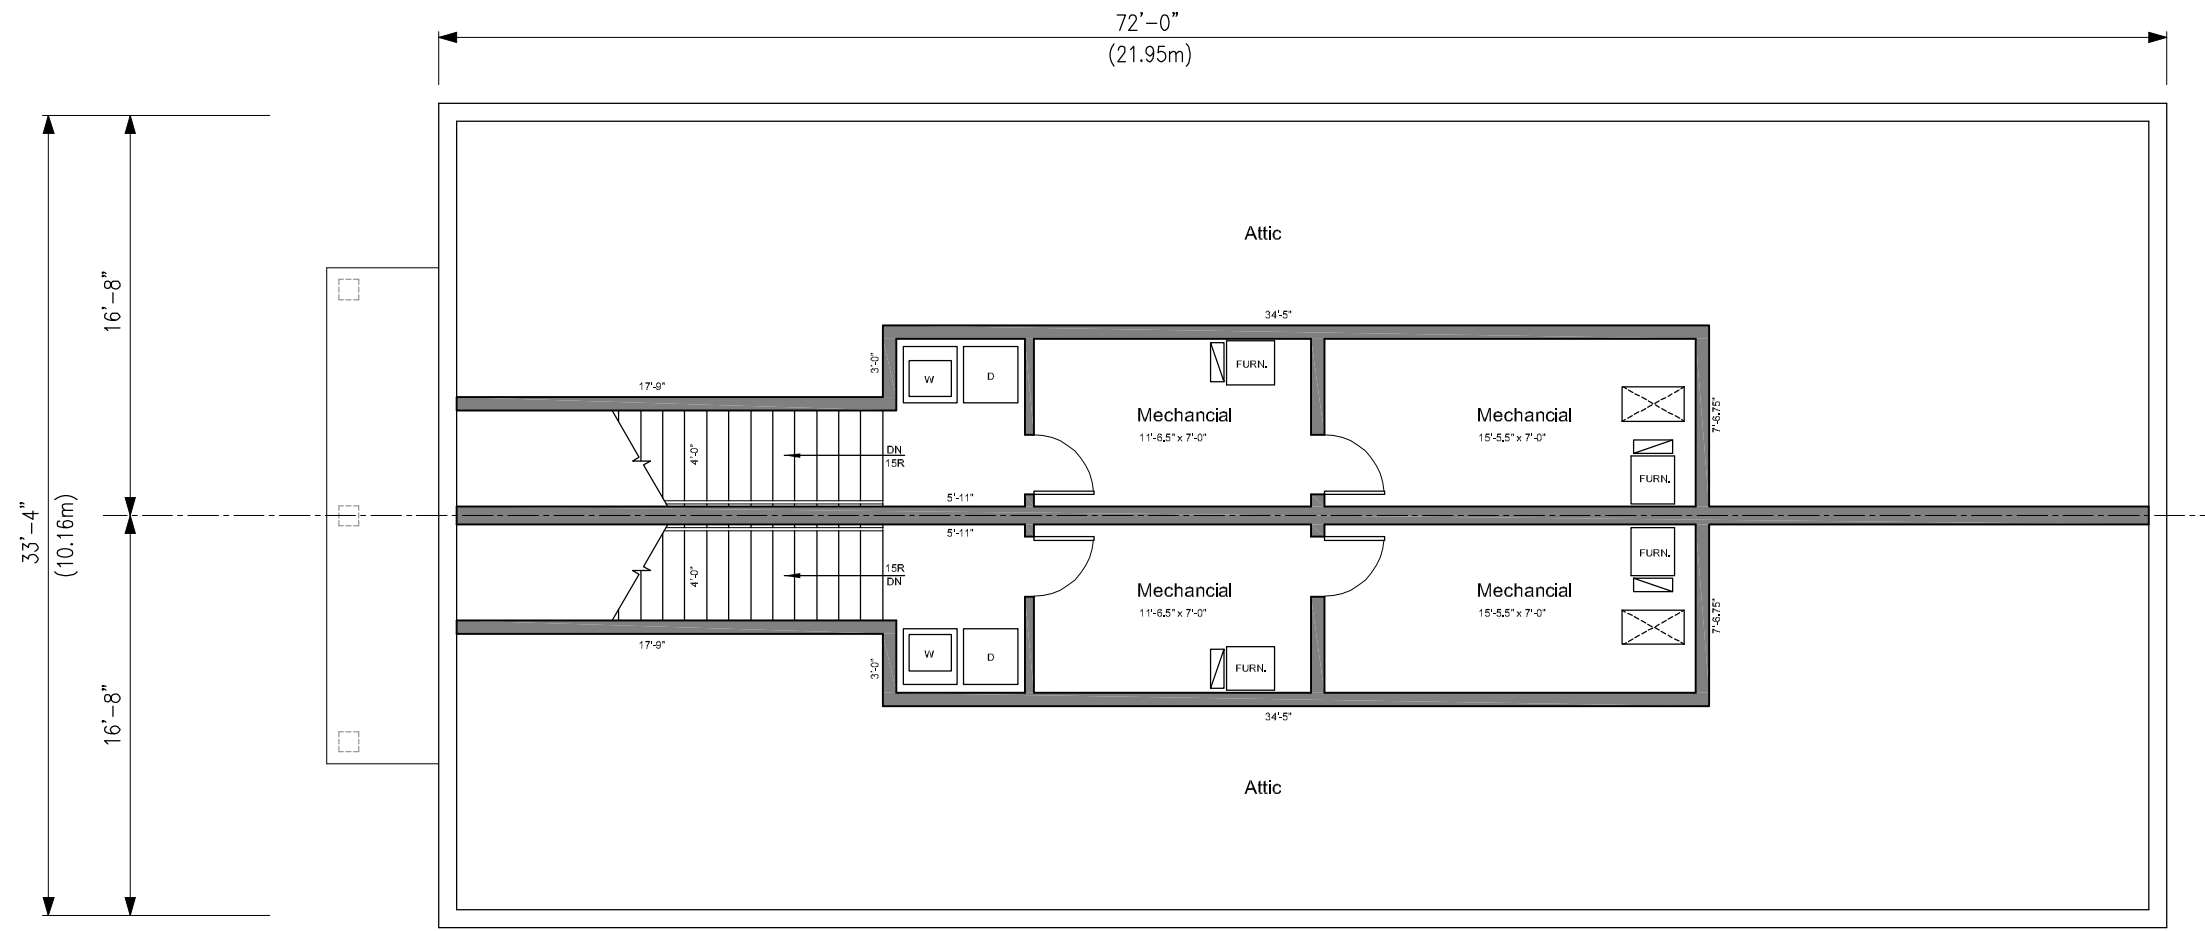 72'-0"
(21.95m)
Attic
16'-8"
34'-5"
3'-0"
W
D
FURN.
17'-9"
Mechancial
11'-6.5" x 7'-0"
Mechancial
15'-5.5" x 7'-0"
7'-6.75"
4'-0"
DN
15R
FURN.
5'-11"
33'-4"
(10.16m)
5'-11"
FURN.
15R
DN
4'-0"
Mechancial
11'-6.5" x 7'-0"
Mechancial
15'-5.5" x 7'-0"
7'-6.75"
17'-9"
W
D
3'-0"
FURN.
16'-8"
34'-5"
Attic